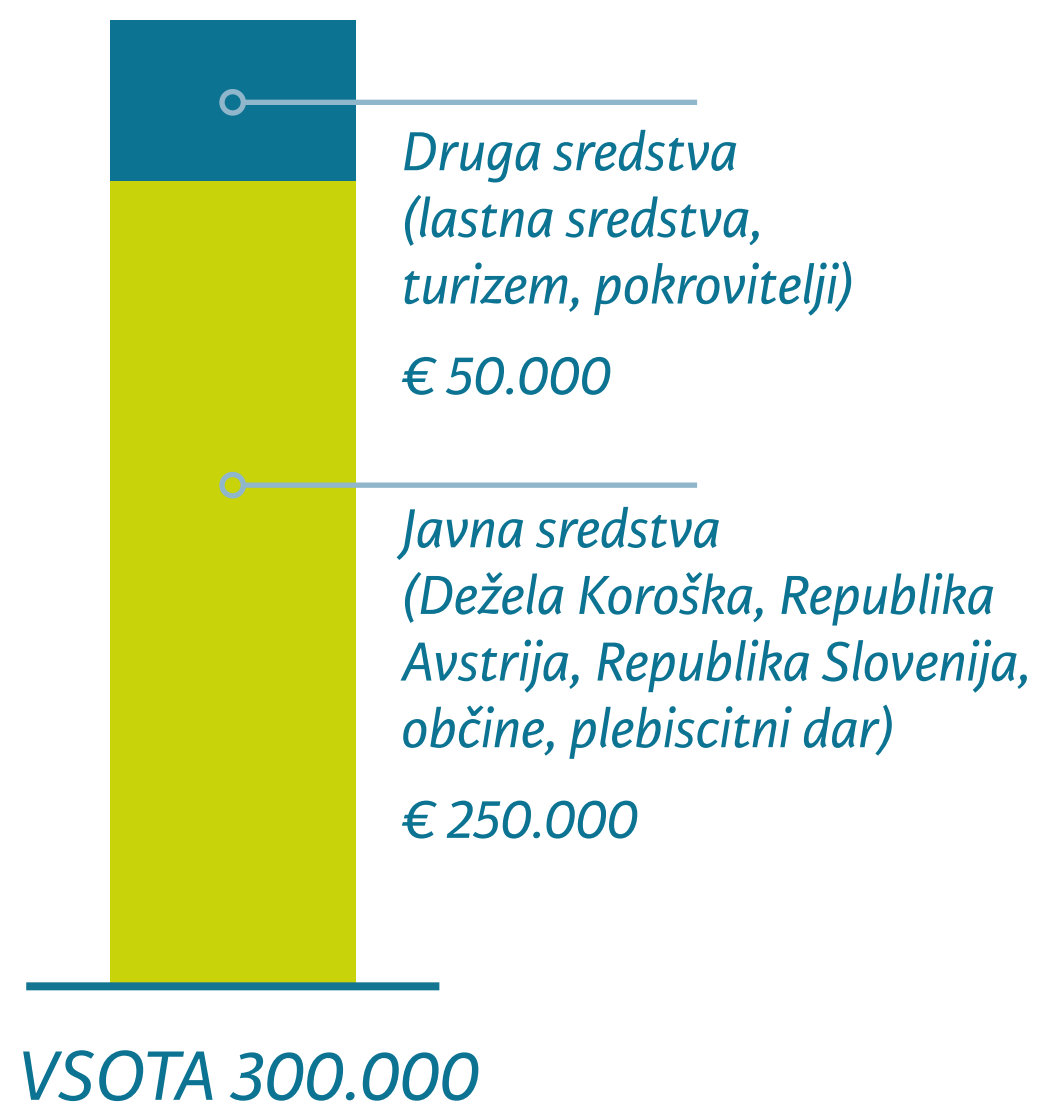 Druga sredstva
(lastna sredstva,
turizem, pokrovitelji)
€ 50.000
Javna sredstva
(Dežela Koroška, Republika
Avstrija, Republika Slovenija,
občine, plebiscitni dar)
€ 250.000
VSOTA 300.000